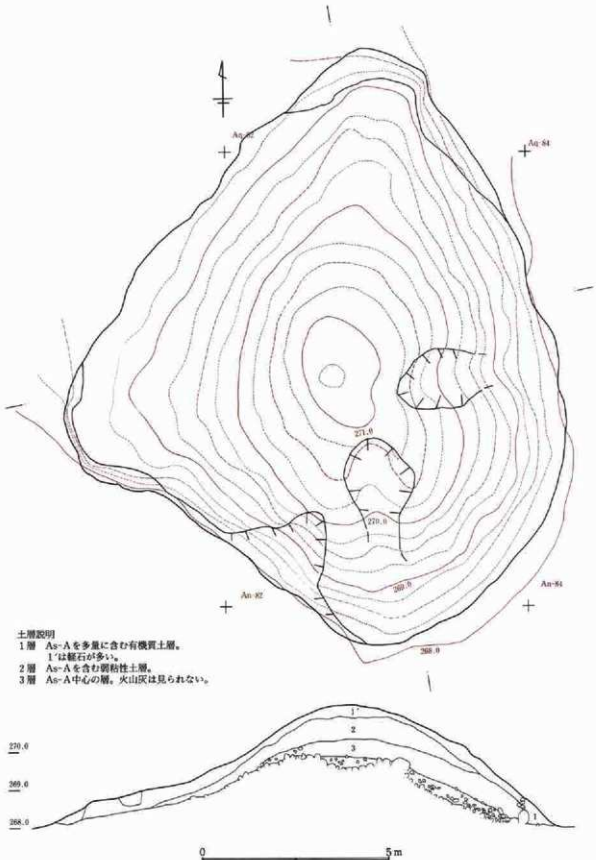 Aq-82
Aq-84
271.0
270.0
269.0
An-82
An-84
268.0
土層説明
1層 As-Aを多量に含む有機質土層。
1'は軽石が多い。
2層 As-Aを含む弱粘性土層。
3層 As-A中心の層。火山灰は見られない。
1'
2
3
270.0
269.0
268.0
1
0 5m